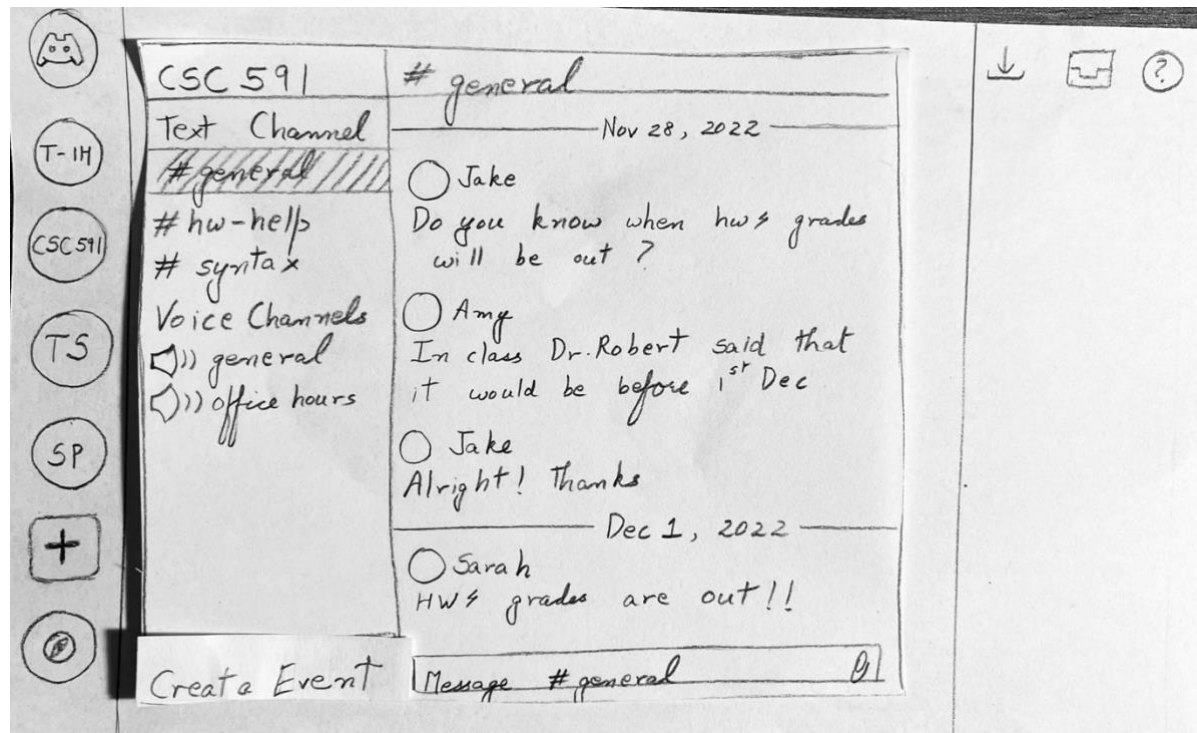 T-1H
CSC 591
TS
SP
+
CSC 591
Text Channel
# general
# hw-help
# syntax
Voice Channels
general
office hours
Create Event
# general
Nov 28, 2022
Jake
Do you know when hw4 grades
will be out ?
Amy
In class Dr.Robert said that
it would be before 1st Dec
Jake
Alright! Thanks
Dec 1, 2022
Sarah
HW4 grades are out!!
Message # general
?